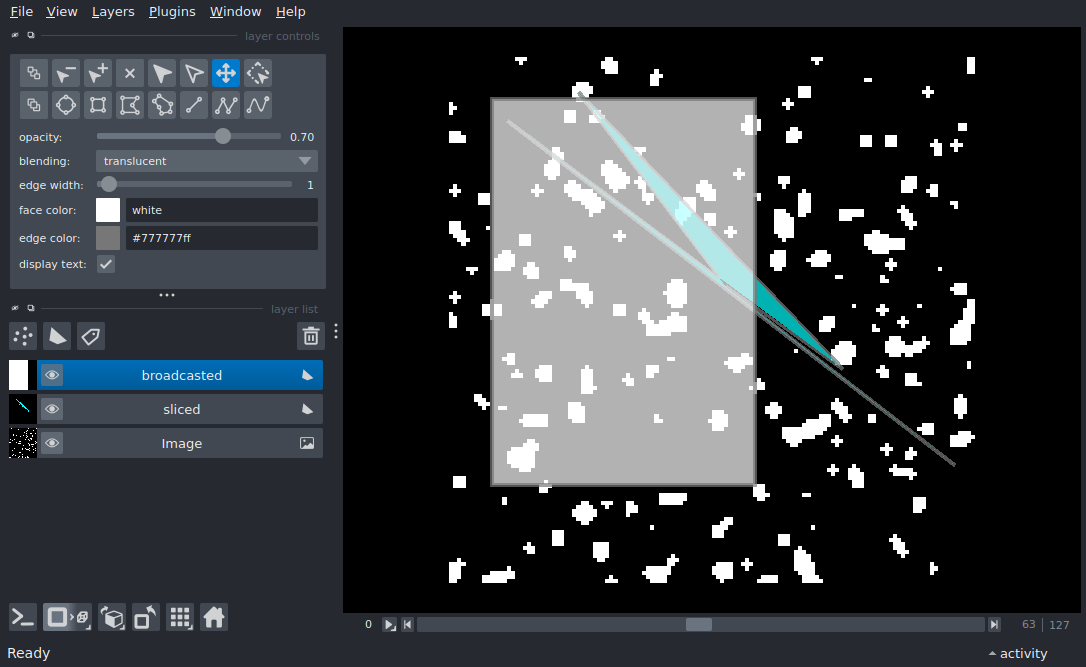 File View Layers Plugins Window Help
layer controls
opacity: 0.70
blending: translucent
edge width: 1
face color: white
edge color: #777777ff
display text:
layer list
broadcasted
sliced
Image
0 63 127
Ready activity